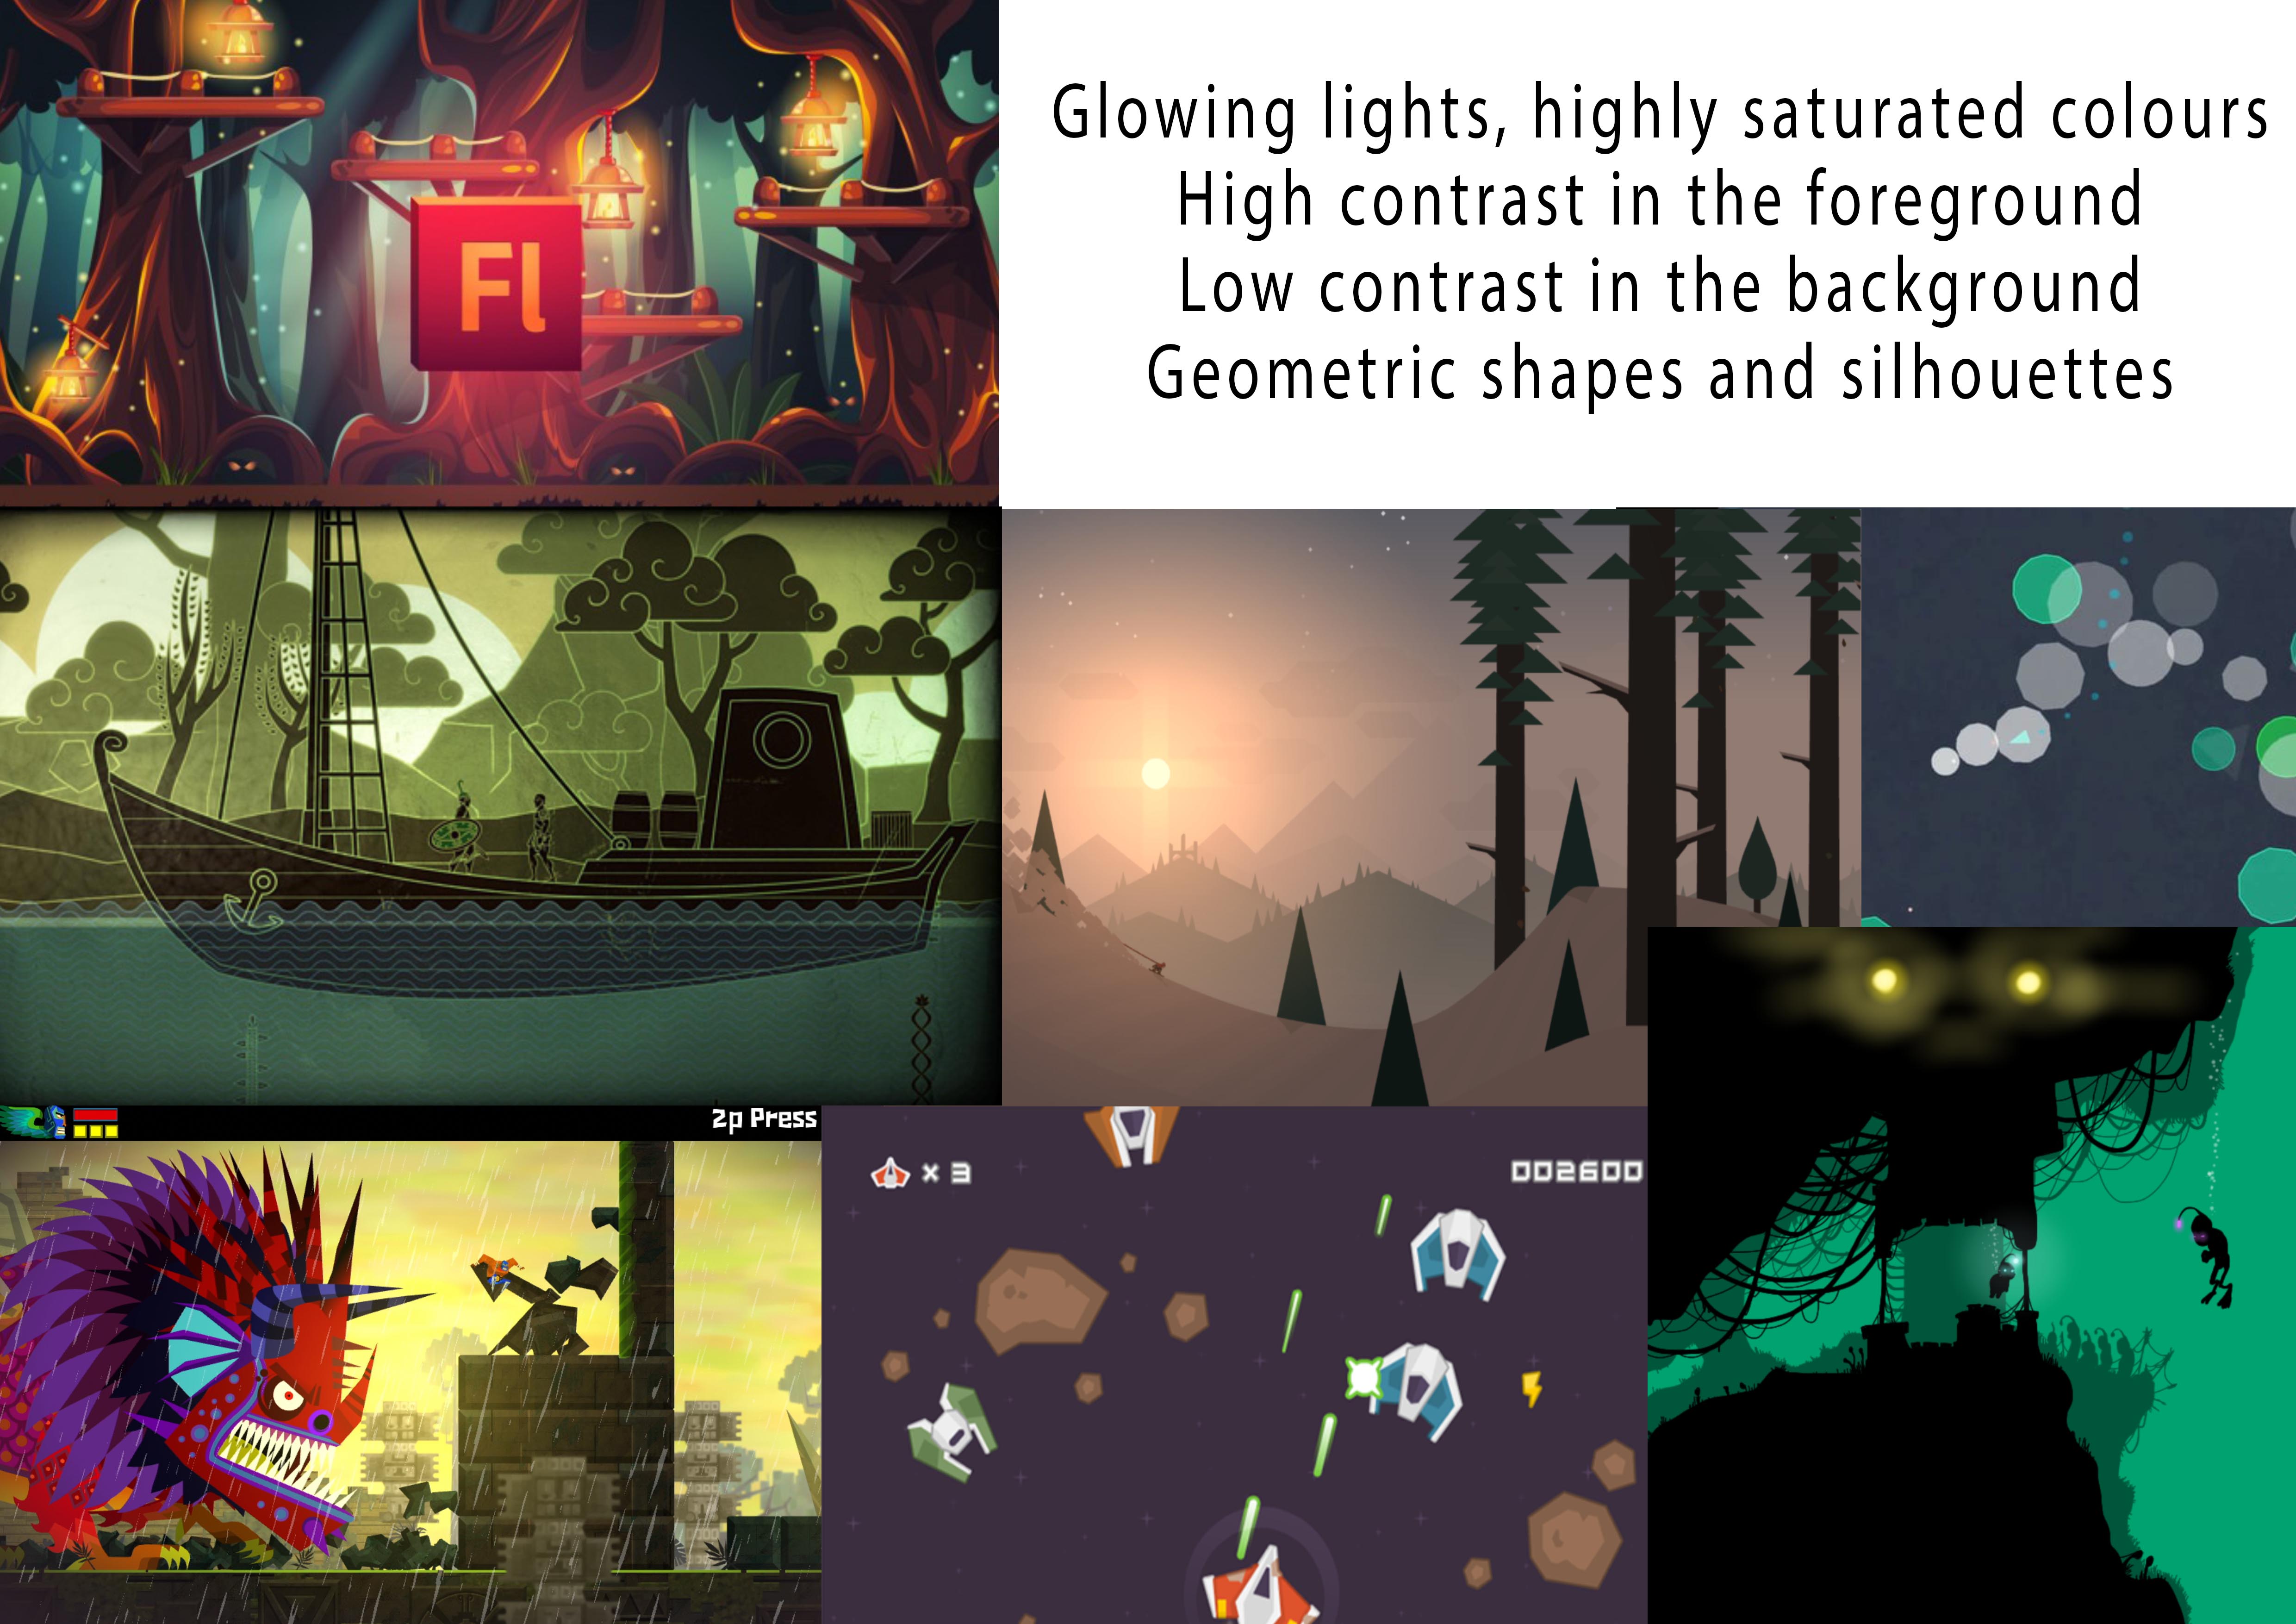 Glowing lights, highly saturated colours
High contrast in the foreground
Low contrast in the background
Geometric shapes and silhouettes
Fl
2p Press
x 3
002600